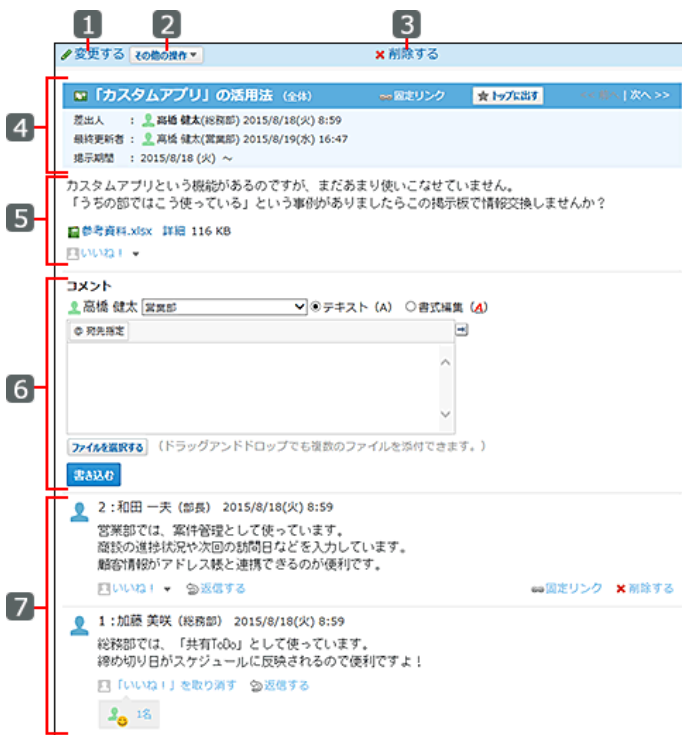 1 2 3
変更する その他の操作 削除する
4
「カスタムアプリ」の活用法 (全体) 固定リンク トップに出す | 次へ >>
差出人 : 高橋 健太(総務部) 2015/8/18(火) 8:59
最終更新者 : 高橋 健太(営業部) 2015/8/19(水) 16:47
掲示期間 : 2015/8/18 (火) ~
5
カスタムアプリという機能があるのですが、まだあまり使いこなせていません。
「うちの部ではこう使っている」という事例がありましたらこの掲示板で情報交換しませんか？
参考資料.xlsx 詳細 116 KB
いいね！
6
コメント
高橋 健太 営業部 テキスト (A) 書式編集 (A)
@ 宛先指定
ファイルを選択する （ドラッグアンドドロップでも複数のファイルを添付できます。）
書き込む
7
2 : 和田 一夫 (部長) 2015/8/18(火) 8:59
営業部では、案件管理として使っています。
商談の進捗状況や次回の訪問日などを入力しています。
顧客情報がアドレス帳と連携できるのが便利です。
いいね！ 返信する 固定リンク 削除する
1 : 加藤 美咲 (総務部) 2015/8/18(火) 8:59
総務部では、「共有ToDo」として使っています。
締め切り日がスケジュールに反映されるので便利ですよ！
「いいね！」を取り消す 返信する
1名